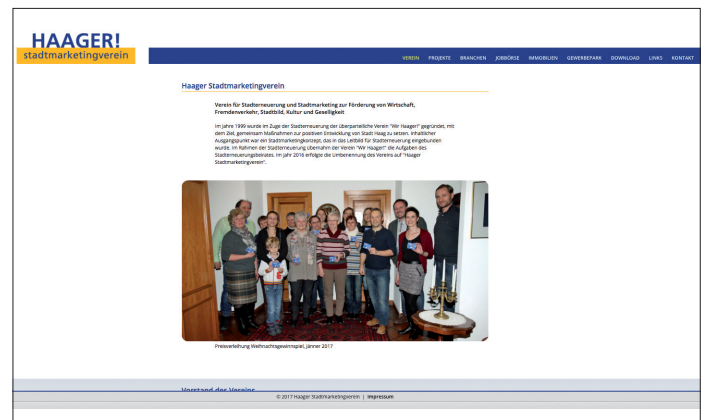 HAAGER!
stadtmarketingverein
VEREIN PROJEKTE BRANCHEN JOBBÖRSE IMMOBILIEN GEWERBEPARK DOWNLOAD LINKS KONTAKT
Haager Stadtmarketingverein
Verein für Stadterneuerung und Stadtmarketing zur Förderung von Wirtschaft,
Fremdenverkehr, Stadtbild, Kultur und Geselligkeit
Im Jahre 1999 wurde im Zuge der Stadterneuerung der überparteiliche Verein "Wir Haager!" gegründet, mit
dem Ziel, gemeinsam Maßnahmen zur positiven Entwicklung von Stadt Haag zu setzen. Inhaltlicher
Ausgangspunkt war ein Stadtmarketingkonzept, das in das Leitbild für Stadterneuerung eingebunden
wurde. Im Rahmen der Stadterneuerung übernahm der Verein "Wir Haager!" die Aufgaben des
Stadterneuerungsbeirates. Im Jahr 2016 erfolgte die Umbenennung des Vereins auf "Haager
Stadtmarketingverein".
Preisverleihung Weihnachtsgewinnspiel, Jänner 2017
Vorstand des Vereins
© 2017 Haager Stadtmarketingverein | Impressum